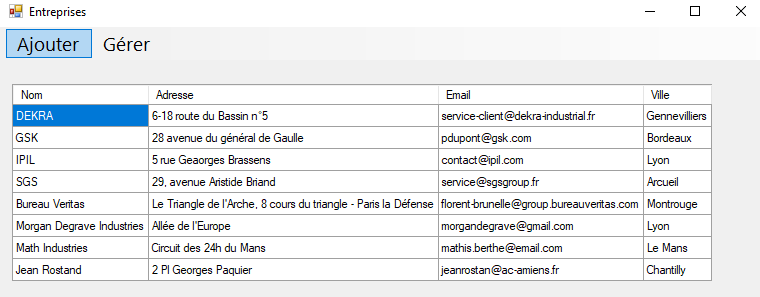 Entreprises
Ajouter Gérer
Nom Adresse Email Ville
DEKRA 6-18 route du Bassin n°5 service-client@dekra-industrial.fr Gennevilliers
GSK 28 avenue du général de Gaulle pdupont@gsk.com Bordeaux
IPIL 5 rue Geaorges Brassens contact@ipil.com Lyon
SGS 29, avenue Aristide Briand service@sgsgroup.fr Arcueil
Bureau Veritas Le Triangle de l'Arche, 8 cours du triangle - Paris la Défense florent-brunelle@group.bureauveritas.com Montrouge
Morgan Degrave Industries Allée de l'Europe morgandegrave@gmail.com Lyon
Math Industries Circuit des 24h du Mans mathis.berthe@email.com Le Mans
Jean Rostand 2 Pl Georges Paquier jeanrostan@ac-amiens.fr Chantilly